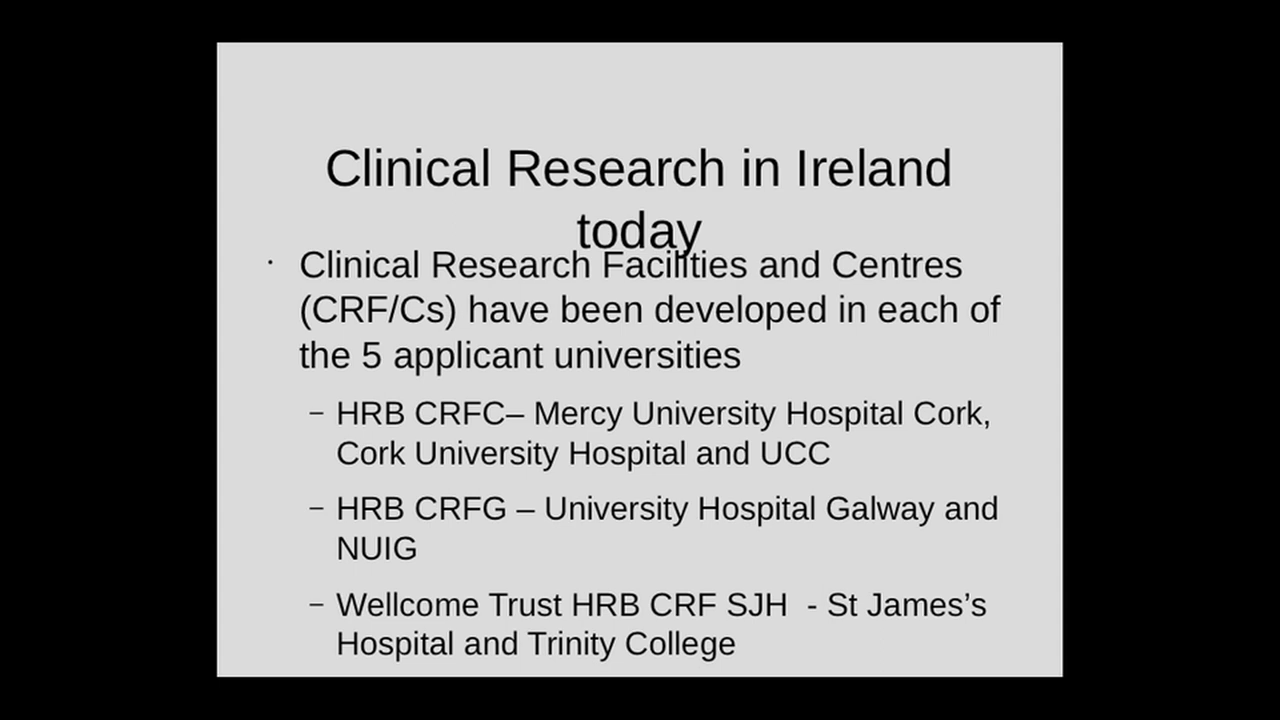 Clinical Research in Ireland
today
· Clinical Research Facilities and Centres
(CRF/Cs) have been developed in each of
the 5 applicant universities
– HRB CRFC– Mercy University Hospital Cork,
Cork University Hospital and UCC
– HRB CRFG – University Hospital Galway and
NUIG
– Wellcome Trust HRB CRF SJH  - St James’s
Hospital and Trinity College